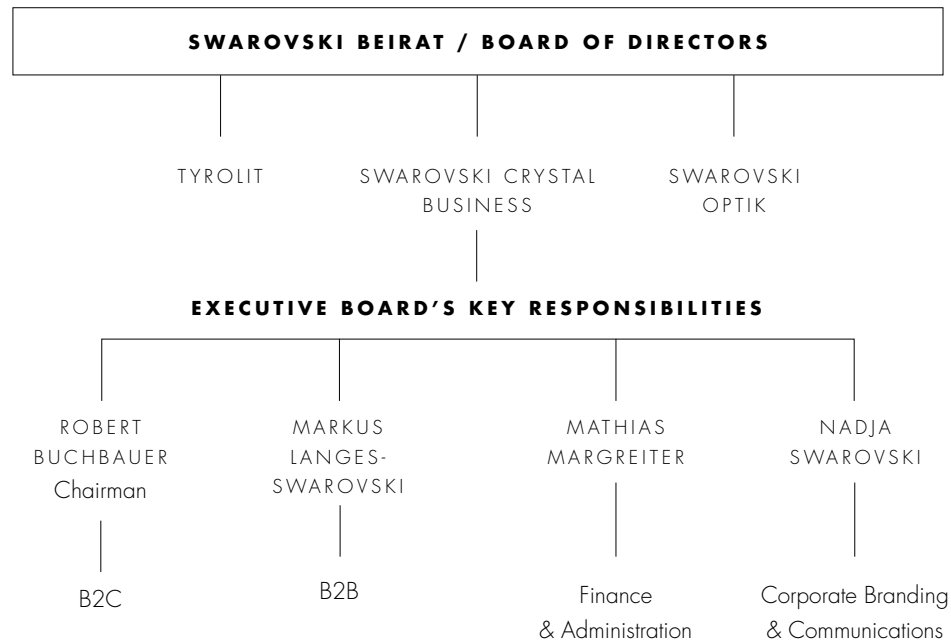 SWAROVSKI BEIRAT / BOARD OF DIRECTORS
TYROLIT
SWAROVSKI CRYSTAL
BUSINESS
SWAROVSKI
OPTIK
EXECUTIVE BOARD'S KEY RESPONSIBILITIES
ROBERT
BUCHBAUER
Chairman
MARKUS
LANGES-
SWAROVSKI
MATHIAS
MARGREITER
NADJA
SWAROVSKI
B2C
B2B
Finance
& Administration
Corporate Branding
& Communications